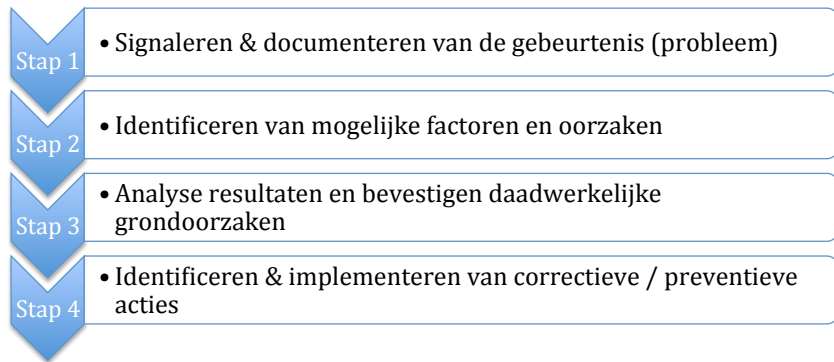 Stap 1
• Signaleren & documenteren van de gebeurtenis (probleem)
Stap 2
• Identificeren van mogelijke factoren en oorzaken
Stap 3
• Analyse resultaten en bevestigen daadwerkelijke
grondoorzaken
Stap 4
• Identificeren & implementeren van correctieve / preventieve
acties